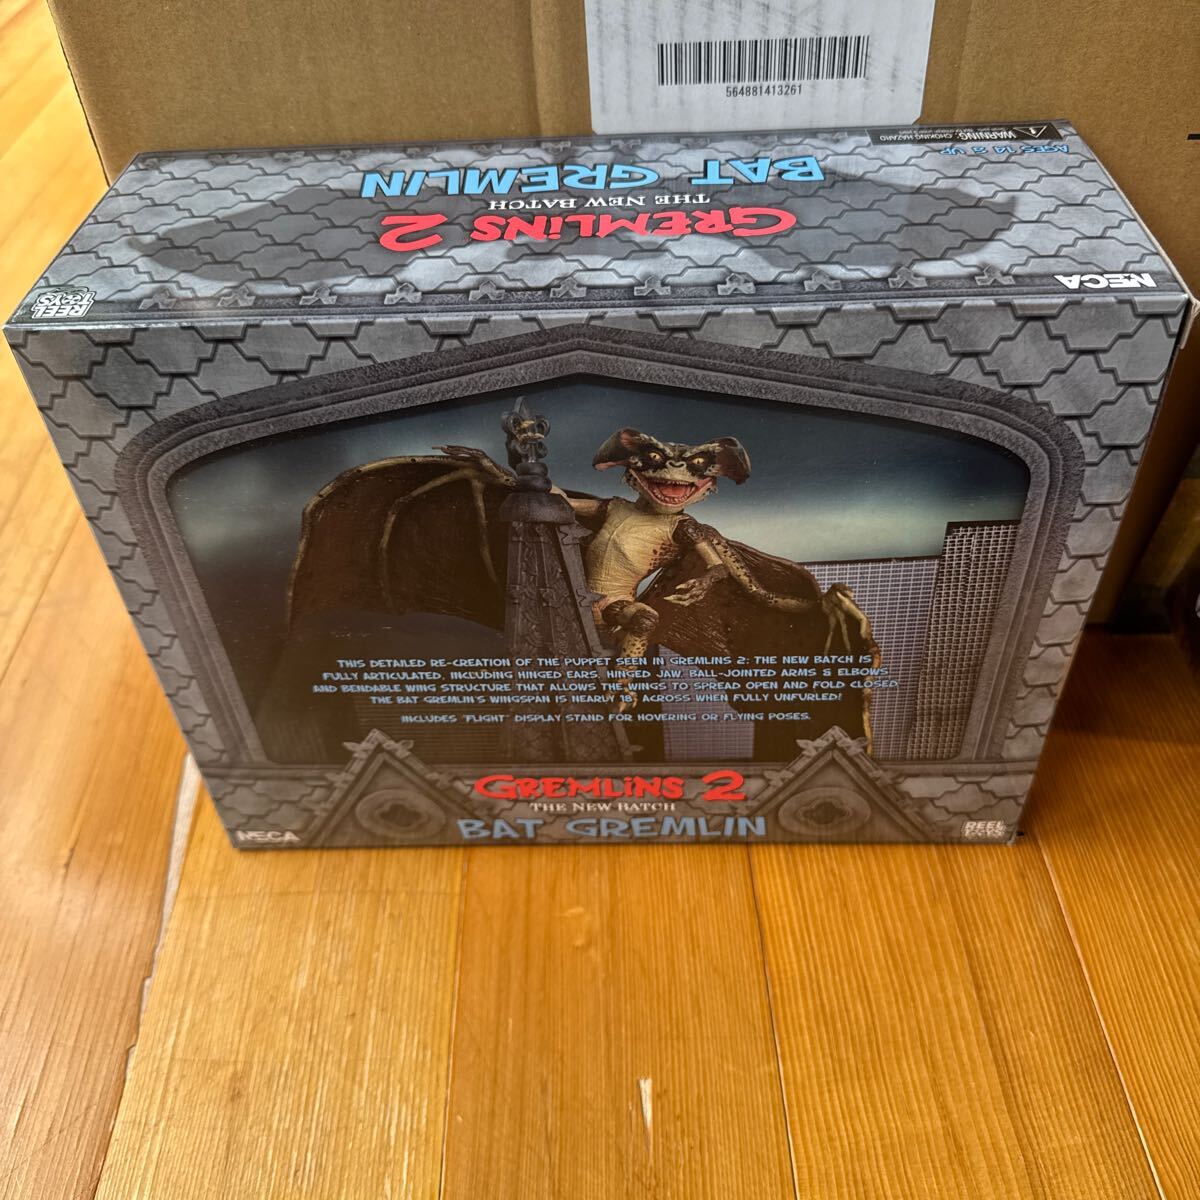 564881413261
WARNING: CHOKING HAZARD
AGES 14 & UP
BAT GREMLIN
THE NEW BATCH
GREMLINS 2
NECA
REEL TOYS
THIS DETAILED RE-CREATION OF THE PUPPET SEEN IN GREMLINS 2: THE NEW BATCH IS
FULLY ARTICULATED, INCLUDING HINGED EARS, HINGED JAW, BALL-JOINTED ARMS & ELBOWS
AND BENDABLE WING STRUCTURE THAT ALLOWS THE WINGS TO SPREAD OPEN AND FOLD CLOSED.
THE BAT GREMLIN'S WINGSPAN IS NEARLY 18" ACROSS WHEN FULLY UNFURLED!
INCLUDES "FLIGHT" DISPLAY STAND FOR HOVERING OR FLYING POSES.
GREMLINS 2
THE NEW BATCH
BAT GREMLIN
NECA
REEL TOYS